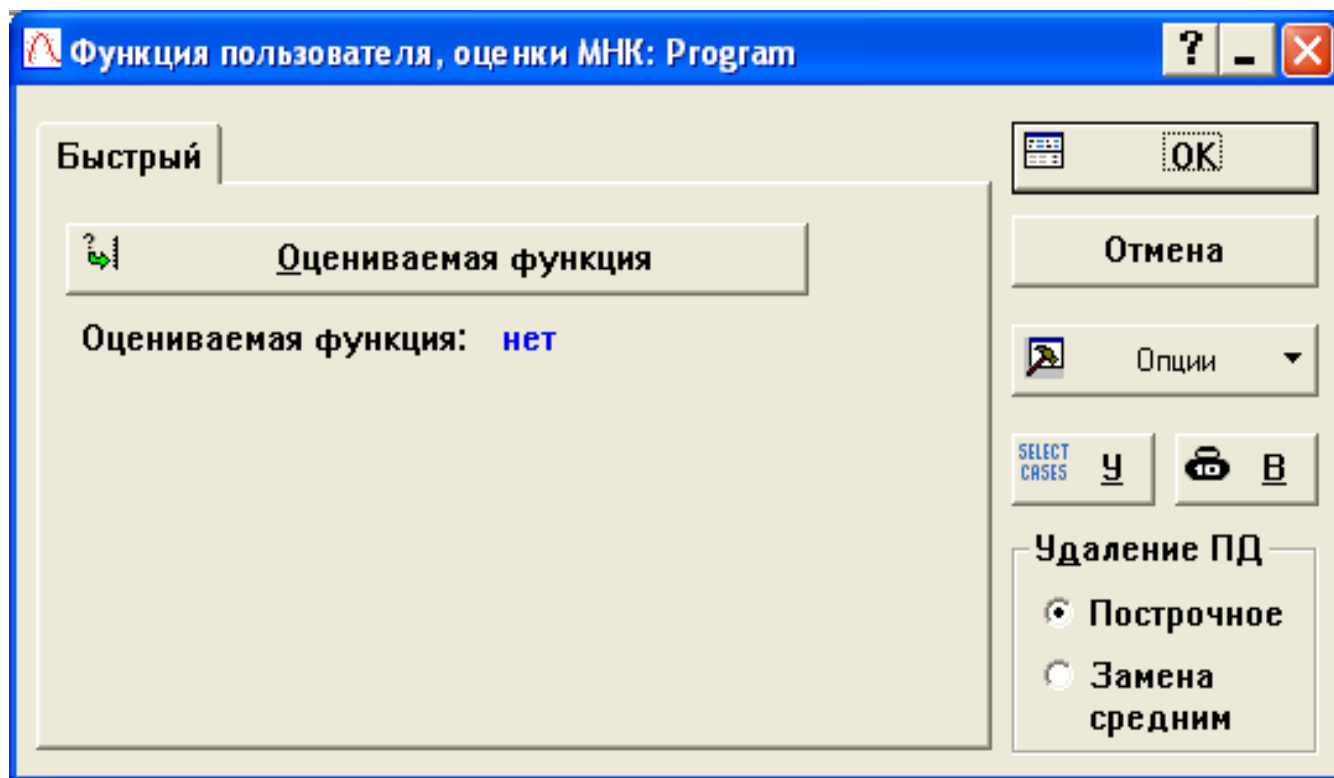 Функция пользователя, оценки МНК: Program
Быстрый
Оцениваемая функция
Оцениваемая функция: нет
OK
Отмена
Опции
SELECT CASES У
10 В
Удаление ПД
Построчное
Замена
средним